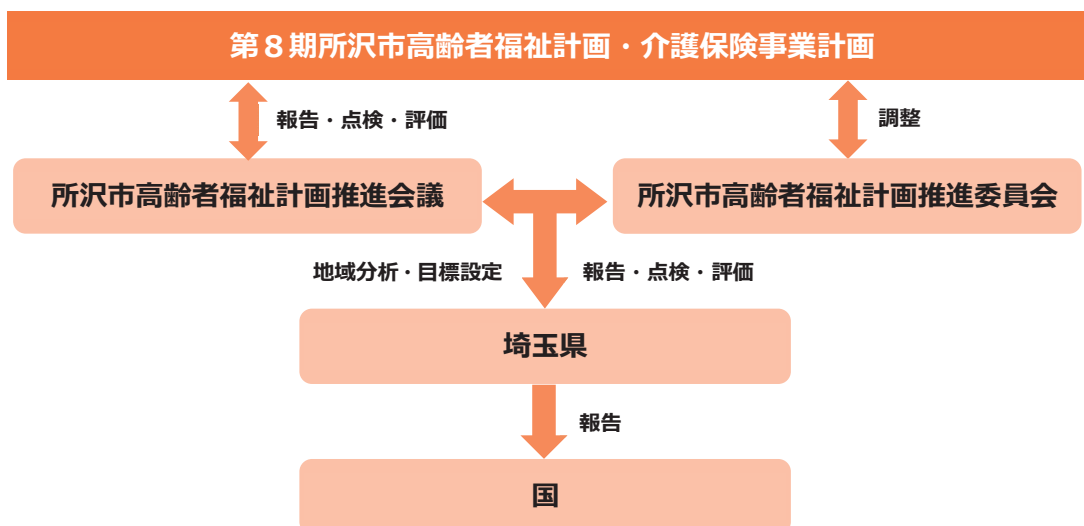 第８期所沢市高齢者福祉計画・介護保険事業計画
報告・点検・評価
調整
所沢市高齢者福祉計画推進会議
所沢市高齢者福祉計画推進委員会
地域分析・目標設定
報告・点検・評価
埼玉県
報告
国